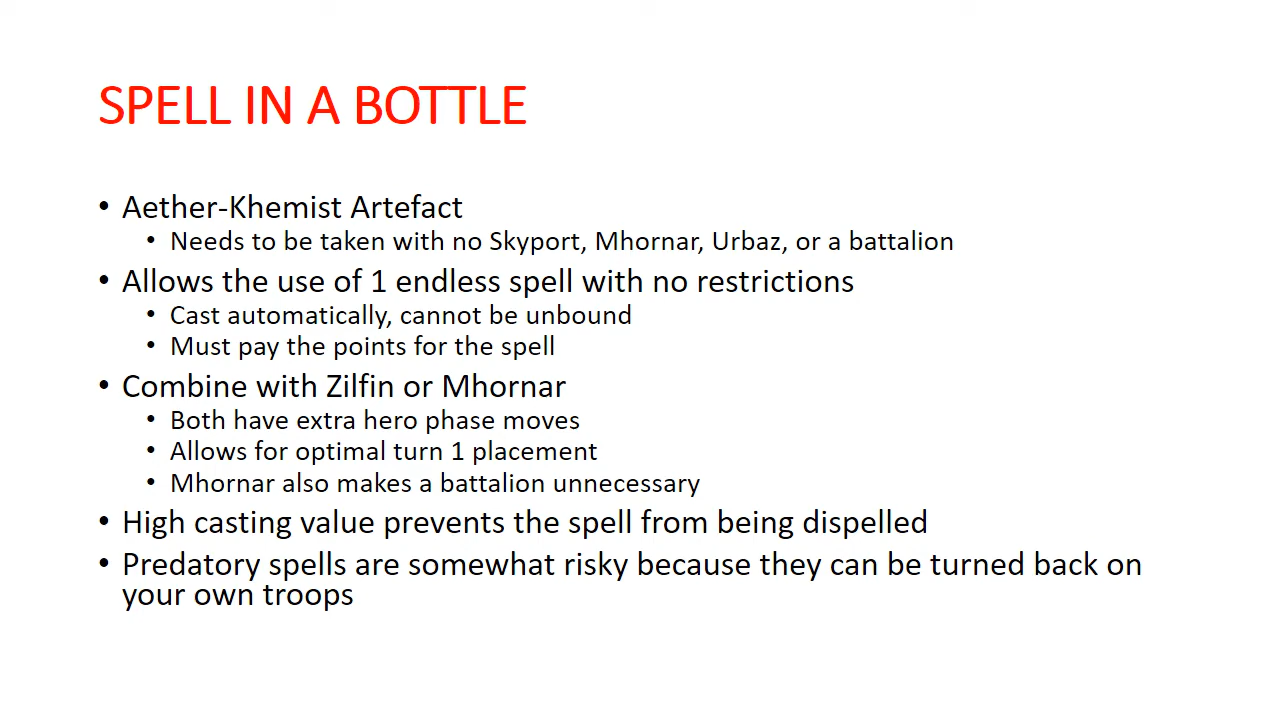 SPELL IN A BOTTLE
• Aether-Khemist Artefact
• Needs to be taken with no Skyport, Mhornar, Urbaz, or a battalion
• Allows the use of 1 endless spell with no restrictions
• Cast automatically, cannot be unbound
• Must pay the points for the spell
• Combine with Zilfin or Mhornar
• Both have extra hero phase moves
• Allows for optimal turn 1 placement
• Mhornar also makes a battalion unnecessary
• High casting value prevents the spell from being dispelled
• Predatory spells are somewhat risky because they can be turned back on
your own troops